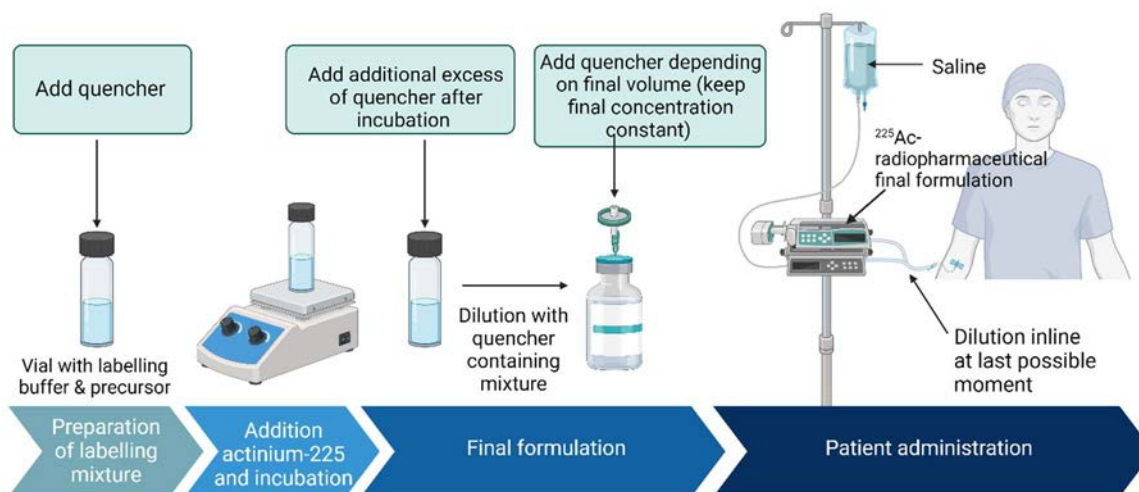 Add quencher
Add additional excess
of quencher after
incubation
Add quencher depending
on final volume (keep
final concentration
constant)
Saline
²²⁵Ac-
radiopharmaceutical
final formulation
Vial with labelling
buffer & precursor
Dilution with
quencher
containing
mixture
Dilution inline
at last possible
moment
Preparation
of labelling
mixture
Addition
actinium-225
and incubation
Final formulation
Patient administration